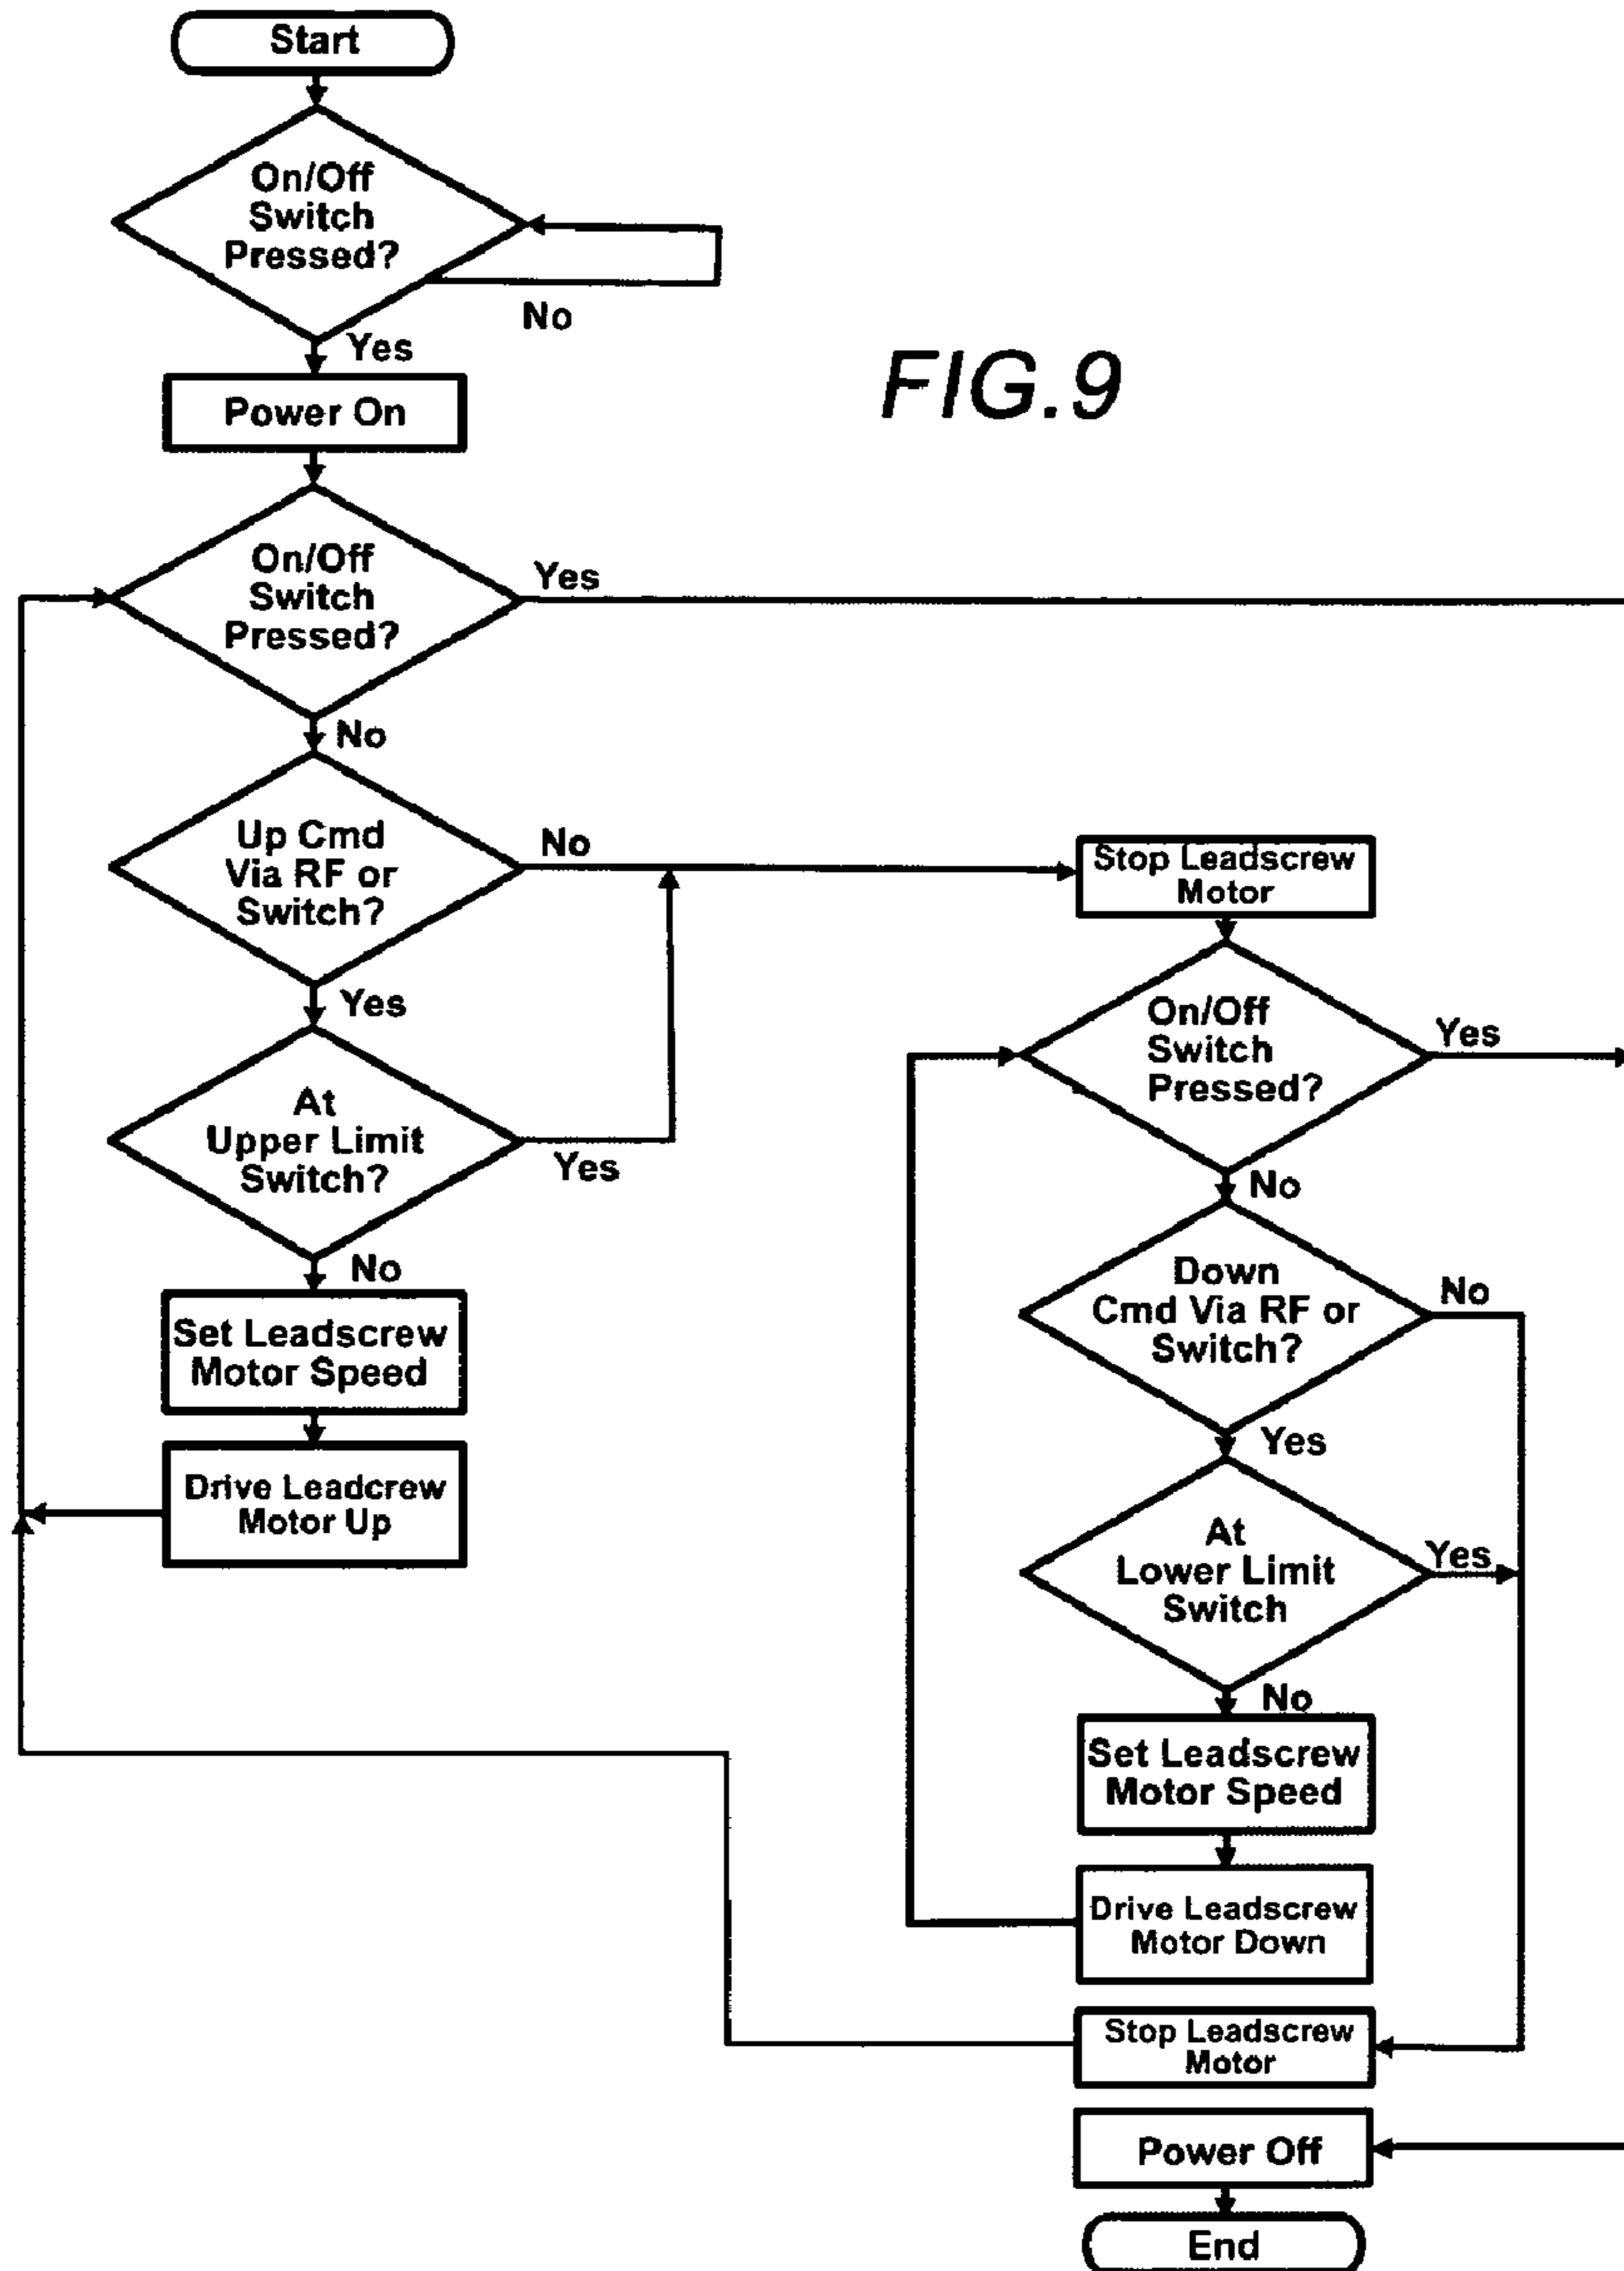 Start
On/Off
Switch
Pressed?
No
Yes
FIG.9
Power On
On/Off
Switch
Pressed?
Yes
No
Up Cmd
Via RF or
Switch?
No
Yes
At
Upper Limit
Switch?
Yes
No
Set Leadscrew
Motor Speed
Drive Leadcrew
Motor Up
Stop Leadscrew
Motor
On/Off
Switch
Pressed?
Yes
No
Down
Cmd Via RF or
Switch?
No
Yes
At
Lower Limit
Switch
Yes
No
Set Leadscrew
Motor Speed
Drive Leadscrew
Motor Down
Stop Leadscrew
Motor
Power Off
End